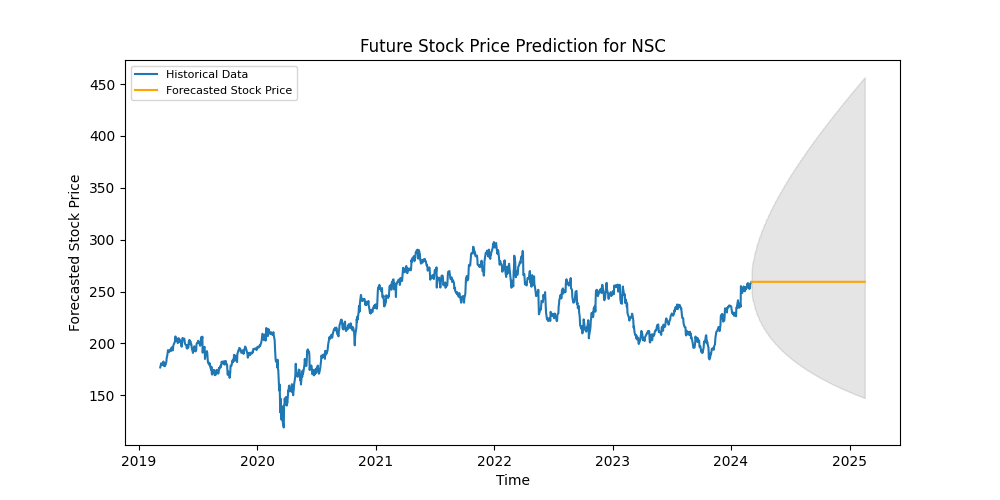 Future Stock Price Prediction for NSC
Historical Data
Forecasted Stock Price
450
400
350
300
250
200
150
Forecasted Stock Price
2019
2020
2021
2022
2023
2024
2025
Time